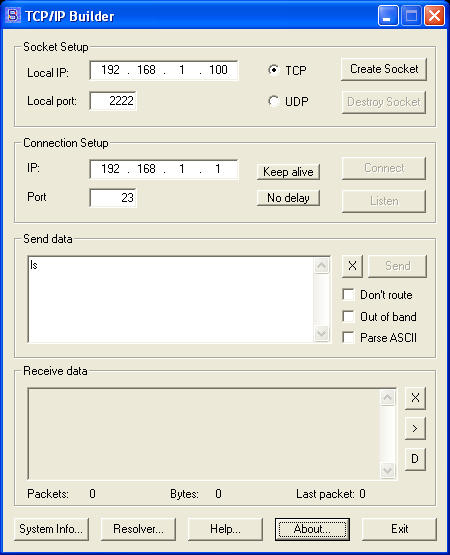 TCP/IP Builder
Socket Setup
Local IP: 192 . 168 . 1 . 100 TCP Create Socket
Local port: 2222 UDP Destroy Socket
Connection Setup
IP: 192 . 168 . 1 . 1 Keep alive Connect
Port 23 No delay Listen
Send data
ls X Send
Don't route
Out of band
Parse ASCII
Receive data
X
>
D
Packets: 0 Bytes: 0 Last packet: 0
System Info... Resolver... Help... About... Exit